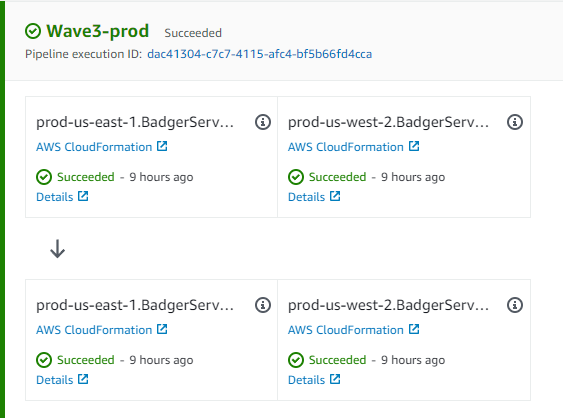 Wave3-prod Succeeded
Pipeline execution ID: dac41304-c7c7-4115-afc4-bf5b66fd4cca
prod-us-east-1.BadgerServ... prod-us-west-2.BadgerServ...
AWS CloudFormation AWS CloudFormation
Succeeded - 9 hours ago Succeeded - 9 hours ago
Details Details
prod-us-east-1.BadgerServ... prod-us-west-2.BadgerServ...
AWS CloudFormation AWS CloudFormation
Succeeded - 9 hours ago Succeeded - 9 hours ago
Details Details